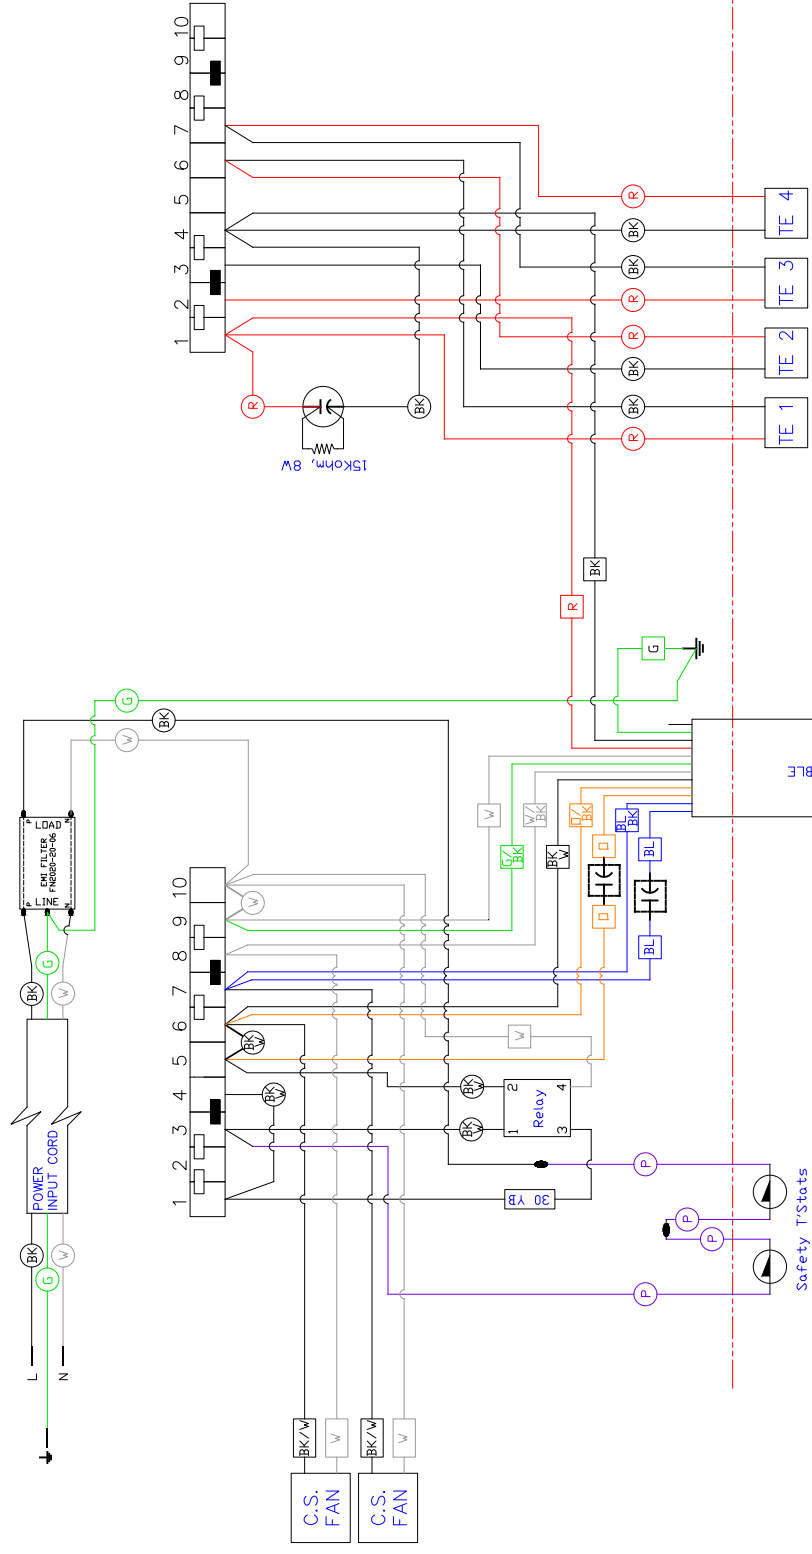 10
9
8
7
6
5
4
3
2
1
R
BK
15Kohm, 8W
R
BK
BK
R
R
BK
BK
R
TE 4
TE 3
TE 2
TE 1
BK
R
G
G
BK
W
P
LOAD
N
EMI FILTER
FN2020-20-06
P
LINE
N
BK
G
W
POWER
INPUT CORD
BK
G
W
L
N
10
9
8
7
6
5
4
3
2
1
W
BK
W
BK
W
W
G/
BK
W/
BK
BK
W
O/
BK
BL
BK
O
O
BL
BL
W
BK
W
BK
W
2
1
4
3
Relay
30 YB
P
P
P
P
Safety T'Stats
BLE
BK/W
W
BK/W
W
C.S.
FAN
C.S.
FAN